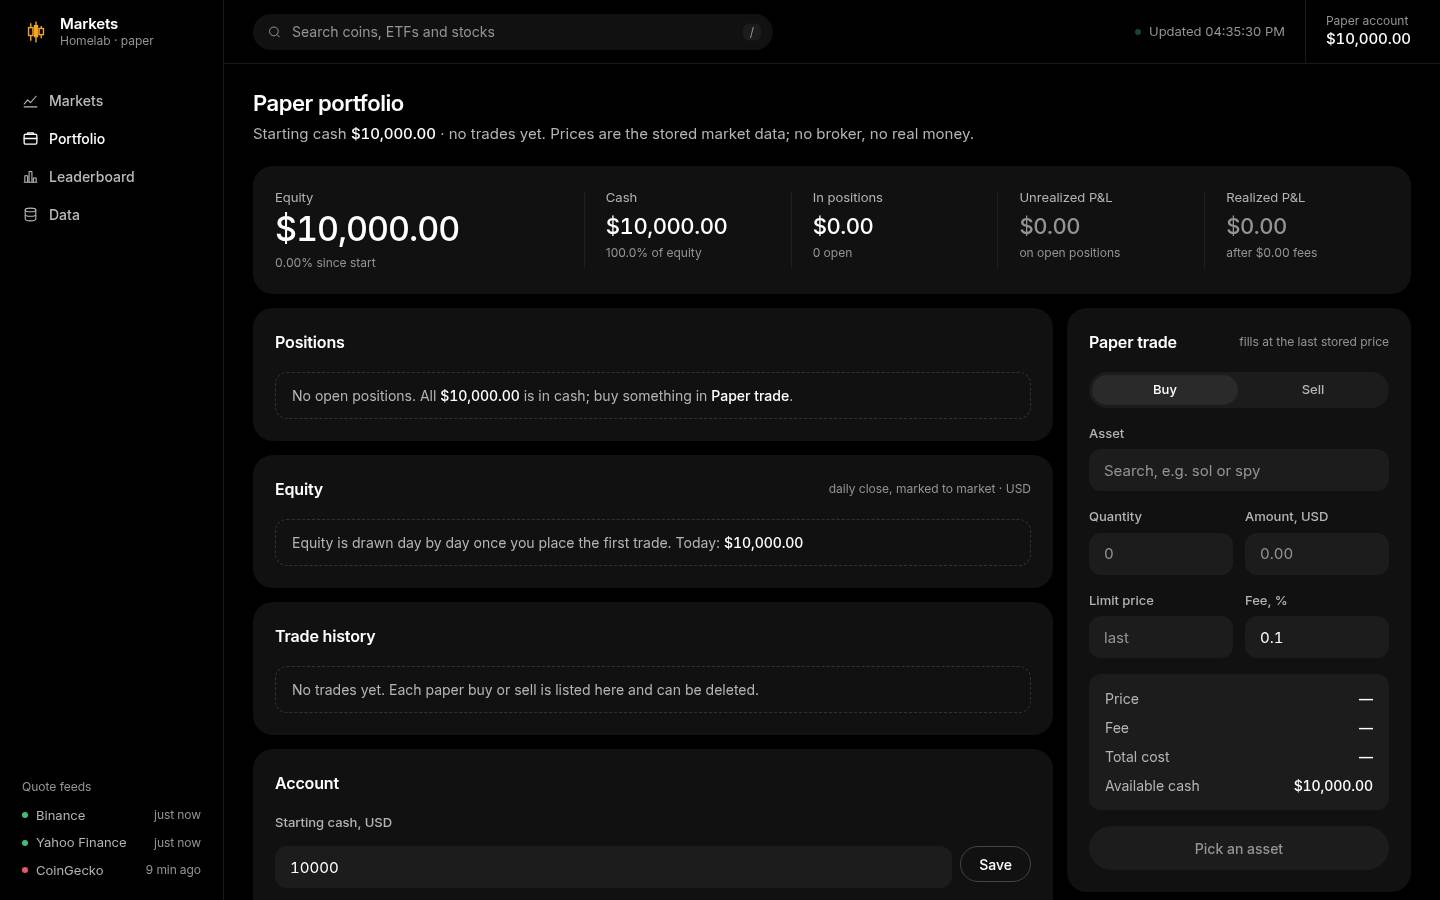 Markets
Homelab · paper
Search coins, ETFs and stocks
/
Updated 04:35:30 PM
Paper account
$10,000.00
Markets
Portfolio
Leaderboard
Data
Paper portfolio
Starting cash $10,000.00 · no trades yet. Prices are the stored market data; no broker, no real money.
Equity
$10,000.00
0.00% since start
Cash
$10,000.00
100.0% of equity
In positions
$0.00
0 open
Unrealized P&L
$0.00
on open positions
Realized P&L
$0.00
after $0.00 fees
Positions
No open positions. All $10,000.00 is in cash; buy something in Paper trade.
Equity
daily close, marked to market · USD
Equity is drawn day by day once you place the first trade. Today: $10,000.00
Trade history
No trades yet. Each paper buy or sell is listed here and can be deleted.
Account
Starting cash, USD
10000
Save
Paper trade
fills at the last stored price
Buy
Sell
Asset
Search, e.g. sol or spy
Quantity
Amount, USD
0
0.00
Limit price
Fee, %
last
0.1
Price
—
Fee
—
Total cost
—
Available cash
$10,000.00
Pick an asset
Quote feeds
Binance
just now
Yahoo Finance
just now
CoinGecko
9 min ago